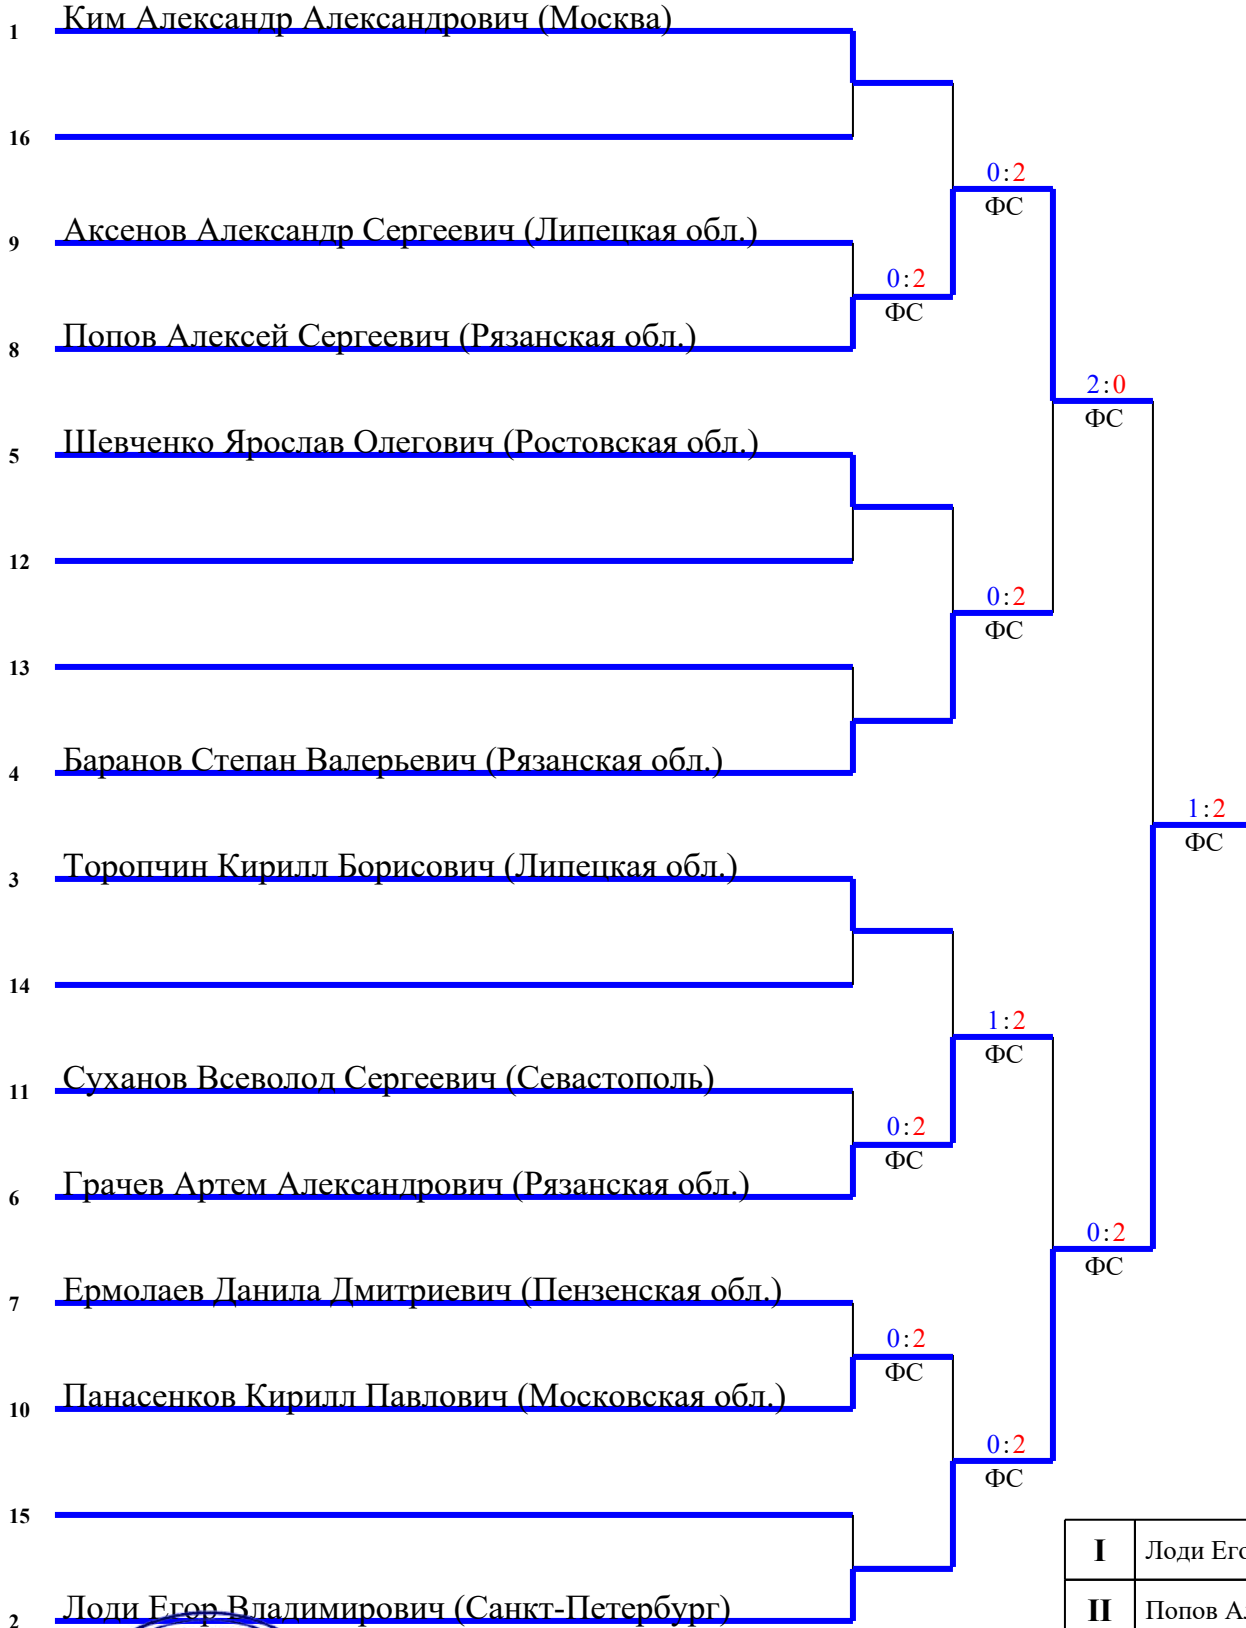 Ким Александр Александрович (Москва)
1
16
0:2
ФС
Аксенов Александр Сергеевич (Липецкая обл.)
9
0:2
ФС
Попов Алексей Сергеевич (Рязанская обл.)
8
2:0
ФС
Шевченко Ярослав Олегович (Ростовская обл.)
5
12
0:2
ФС
13
Баранов Степан Валерьевич (Рязанская обл.)
4
1:2
ФС
Торопчин Кирилл Борисович (Липецкая обл.)
3
14
1:2
ФС
Суханов Всеволод Сергеевич (Севастополь)
11
0:2
ФС
Грачев Артем Александрович (Рязанская обл.)
6
0:2
ФС
Ермолаев Данила Дмитриевич (Пензенская обл.)
7
0:2
ФС
Панасенков Кирилл Павлович (Московская обл.)
10
0:2
ФС
15
I Лоди Его
Лоди Егор Владимирович (Санкт-Петербург)
2
II Попов Ал